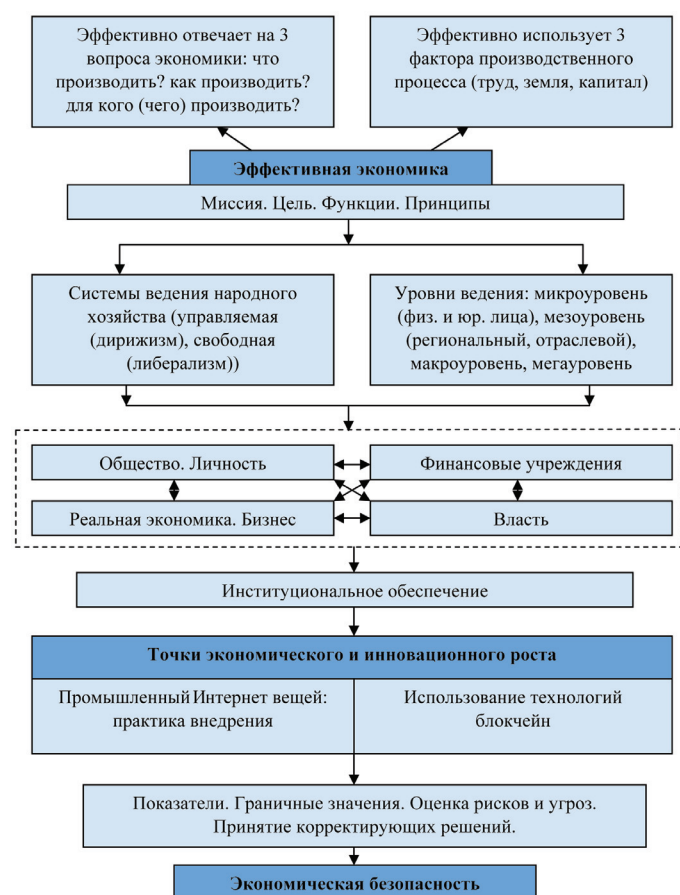 Эффективно отвечает на 3
вопроса экономики: что
производить? как производить?
для кого (чего) производить?
Эффективно использует 3
фактора производственного
процесса (труд, земля, капитал)
Эффективная экономика
Миссия. Цель. Функции. Принципы
Системы ведения народного
хозяйства (управляемая
(дирижизм), свободная
(либерализм))
Уровни ведения: микроуровень
(физ. и юр. лица), мезоуровень
(региональный, отраслевой),
макроуровень, мегауровень
Общество. Личность
Финансовые учреждения
Реальная экономика. Бизнес
Власть
Институциональное обеспечение
Точки экономического и инновационного роста
Промышленный Интернет вещей:
практика внедрения
Использование технологий
блокчейн
Показатели. Граничные значения. Оценка рисков и угроз.
Принятие корректирующих решений.
Экономическая безопасность